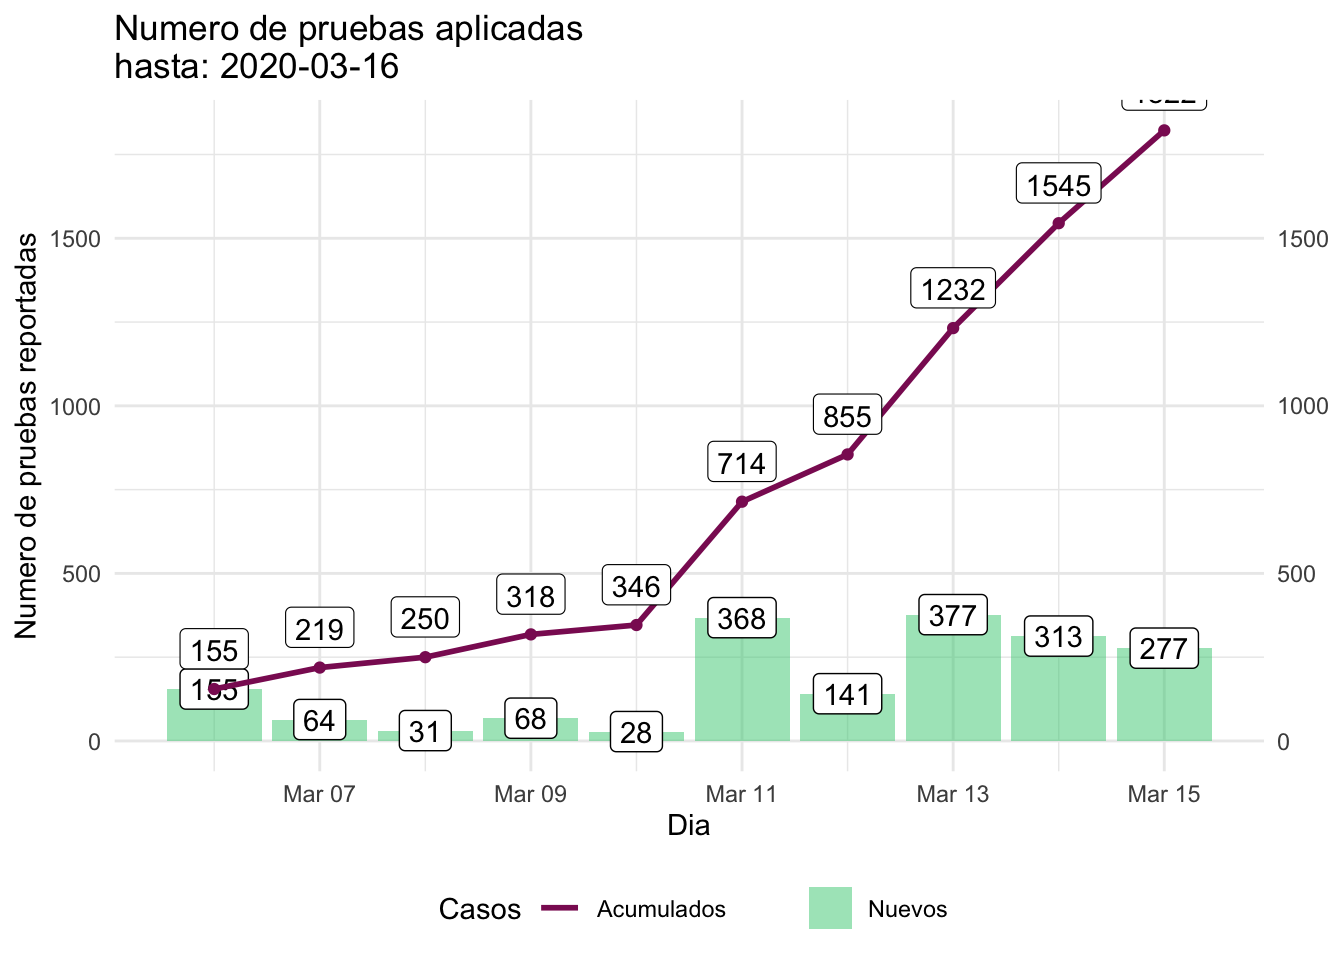 Numero de pruebas aplicadas
hasta: 2020-03-16
Numero de pruebas reportadas
1500
1000
500
0
1500
1000
500
0
1545
1232
855
714
346
318
250
219
155
155
64
31
68
28
368
141
377
313
277
Mar 07
Mar 09
Mar 11
Mar 13
Mar 15
Dia
Casos
Acumulados
Nuevos